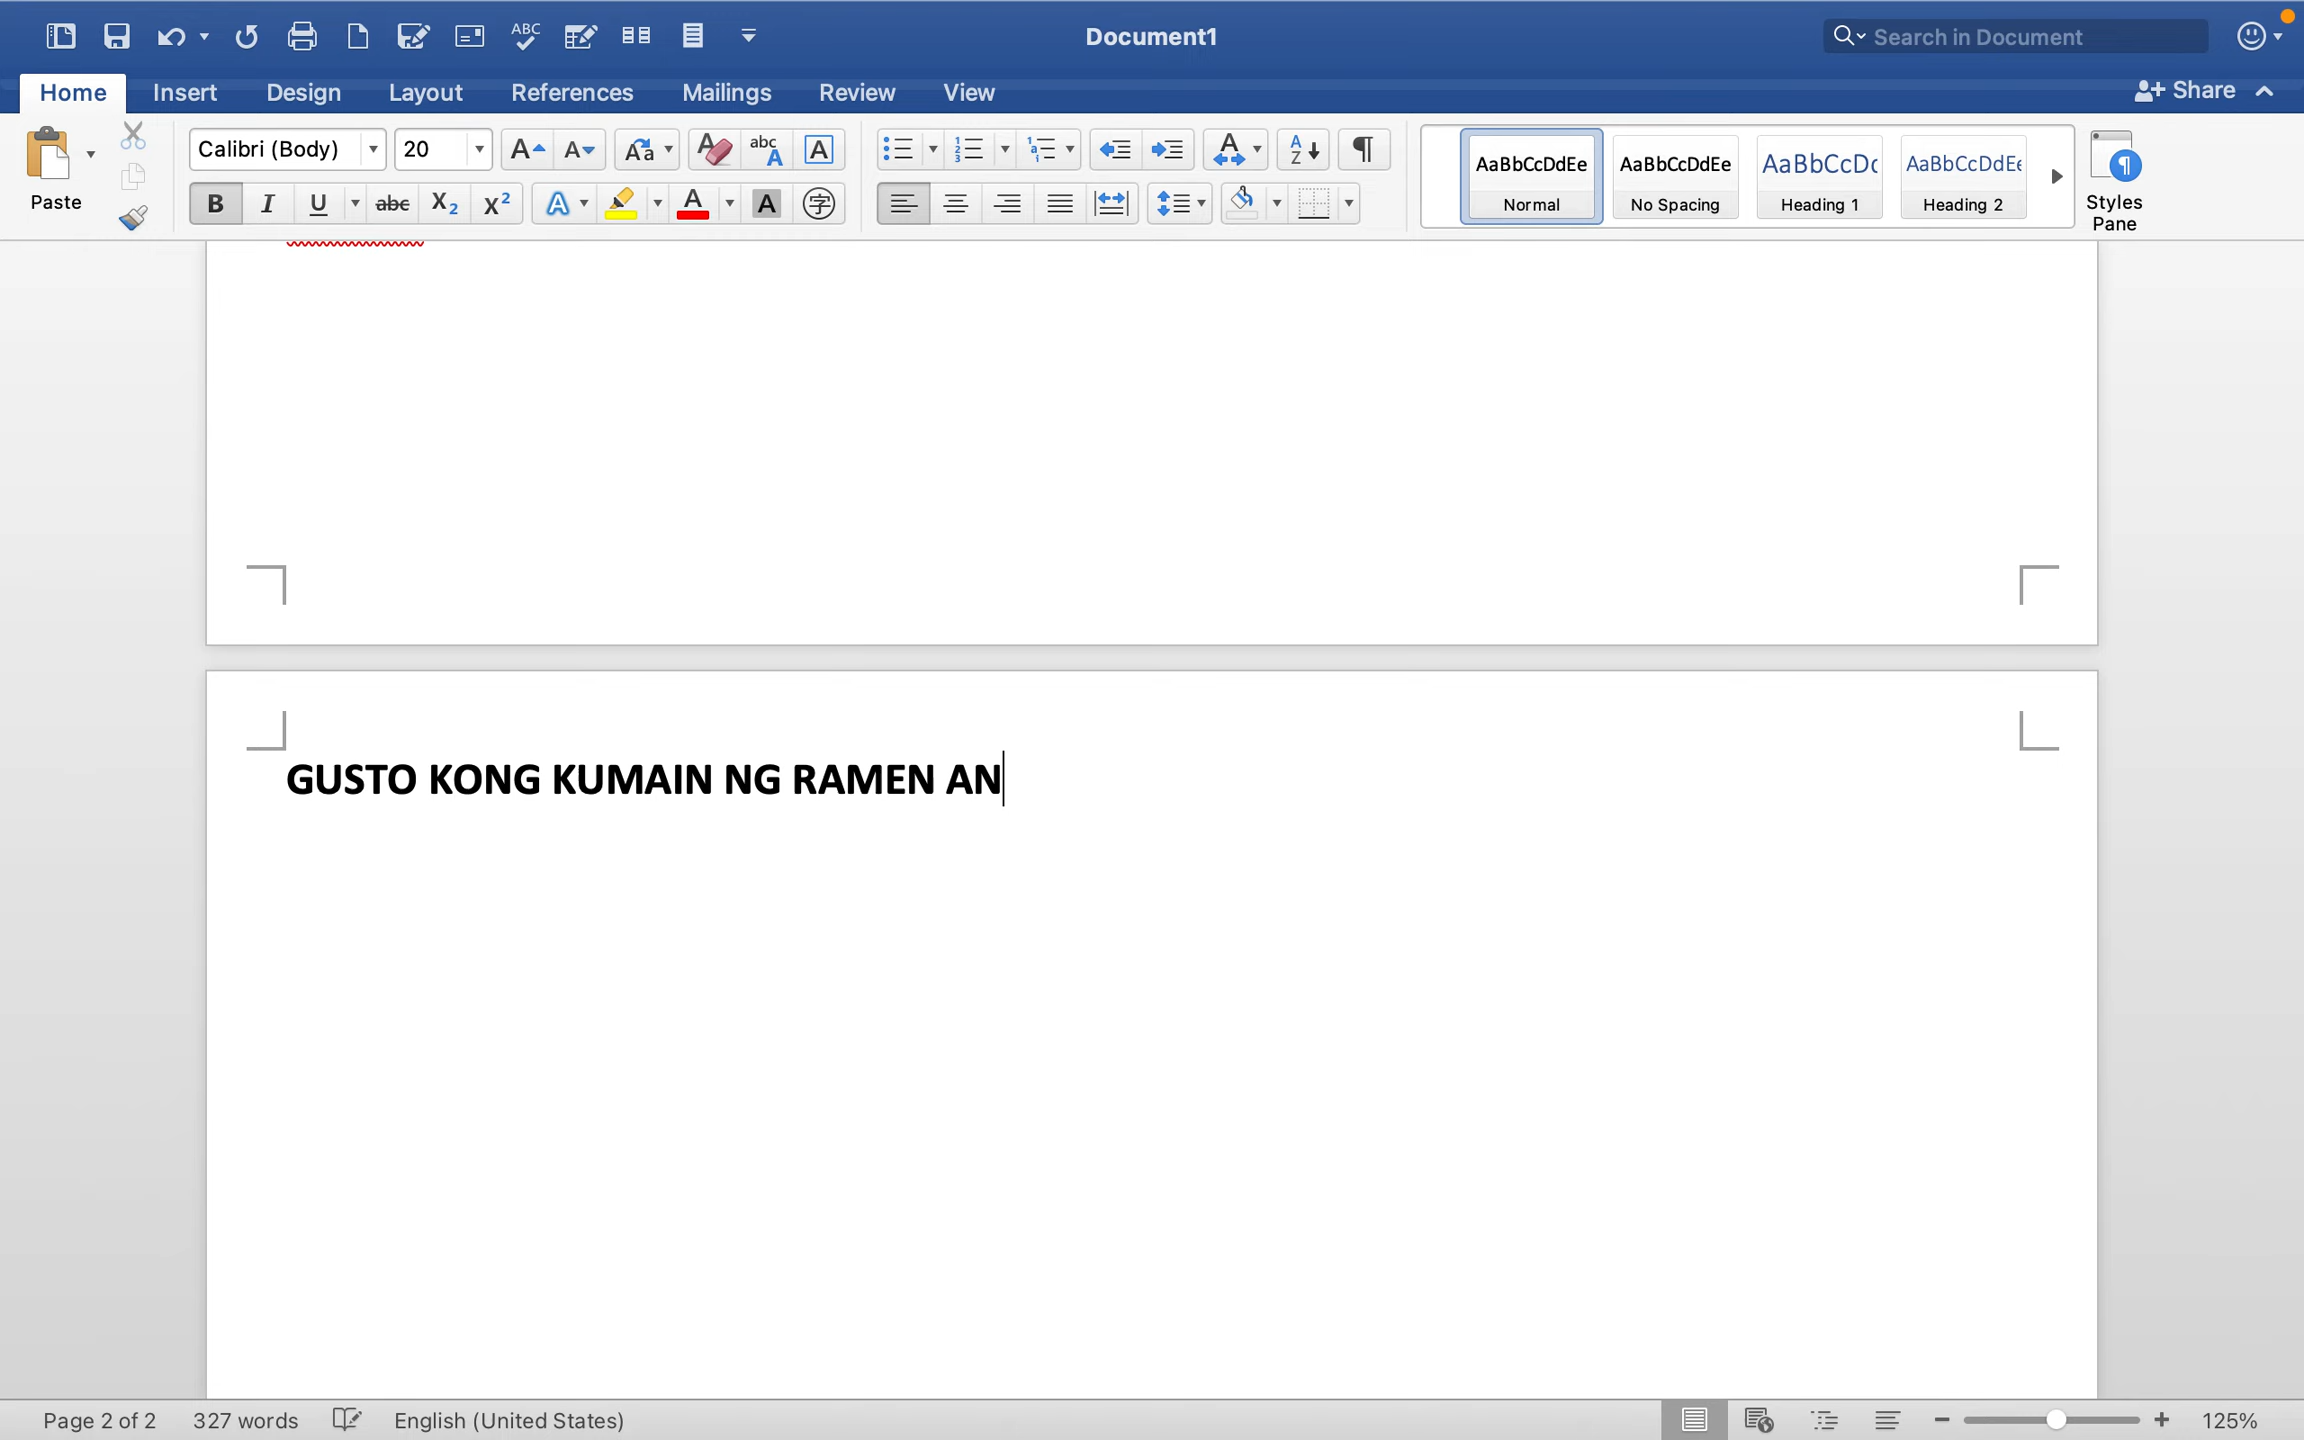 Document1
Search in Document
Home Insert Design Layout References Mailings Review View Share
Paste
Calibri (Body) 20
AaBbCcDdEe AaBbCcDdEe AaBbCcDc AaBbCcDdEe
Normal No Spacing Heading 1 Heading 2
Styles
Pane
GUSTO KONG KUMAIN NG RAMEN AN
Page 2 of 2 327 words English (United States) 125%